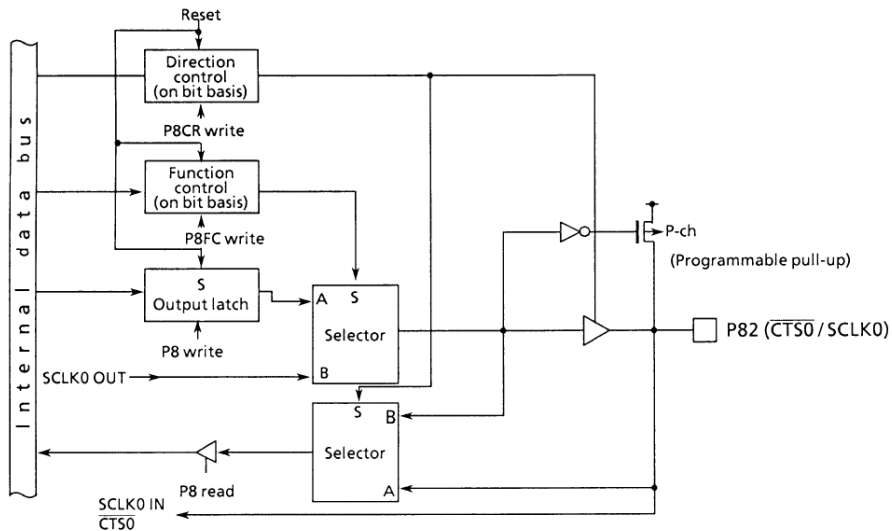 Reset
Internal data bus
Direction
control
(on bit basis)
P8CR write
Function
control
(on bit basis)
P8FC write
S
Output latch
P8 write
SCLK0 OUT
A
S
Selector
B
P-ch
(Programmable pull-up)
P82 (CTS0 / SCLK0)
S
B
Selector
A
P8 read
SCLK0 IN
CTS0